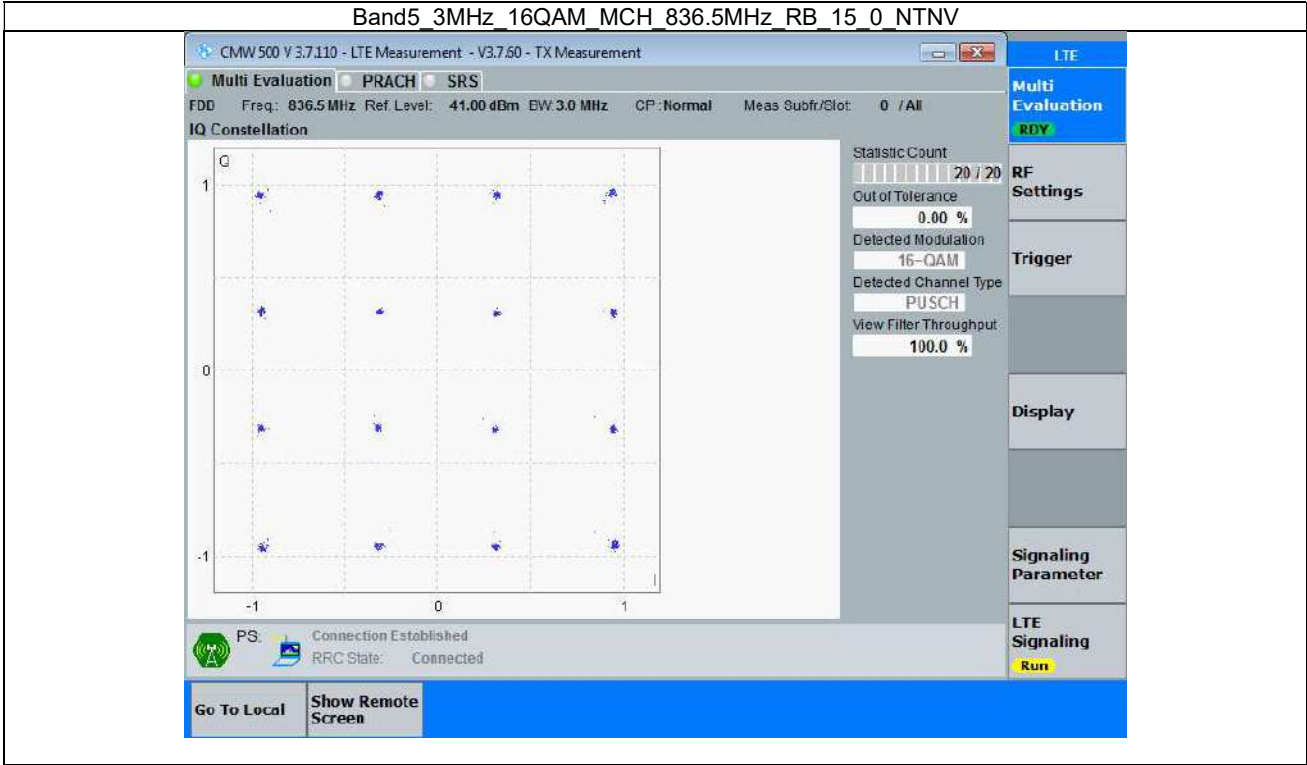 Band5_3MHz_16QAM_MCH_836.5MHz_RB_15_0_NTNV
CMW 500 V 3.7.110 - LTE Measurement - V3.7.60 - TX Measurement
LTE
Multi Evaluation PRACH SRS
FDD Freq.: 836.5 MHz Ref. Level: 41.00 dBm BW: 3.0 MHz CP: Normal Meas Subfr/Slot: 0 / All
IQ Constellation
Q
1
0
-1
-1 0 1
I
Statistic Count
20 / 20
Out of Tolerance
0.00 %
Detected Modulation
16-QAM
Detected Channel Type
PUSCH
View Filter Throughput
100.0 %
Multi
Evaluation
RDY
RF
Settings
Trigger
Display
Signaling
Parameter
LTE
Signaling
Run
PS: Connection Established
RRC State: Connected
Go To Local
Show Remote
Screen